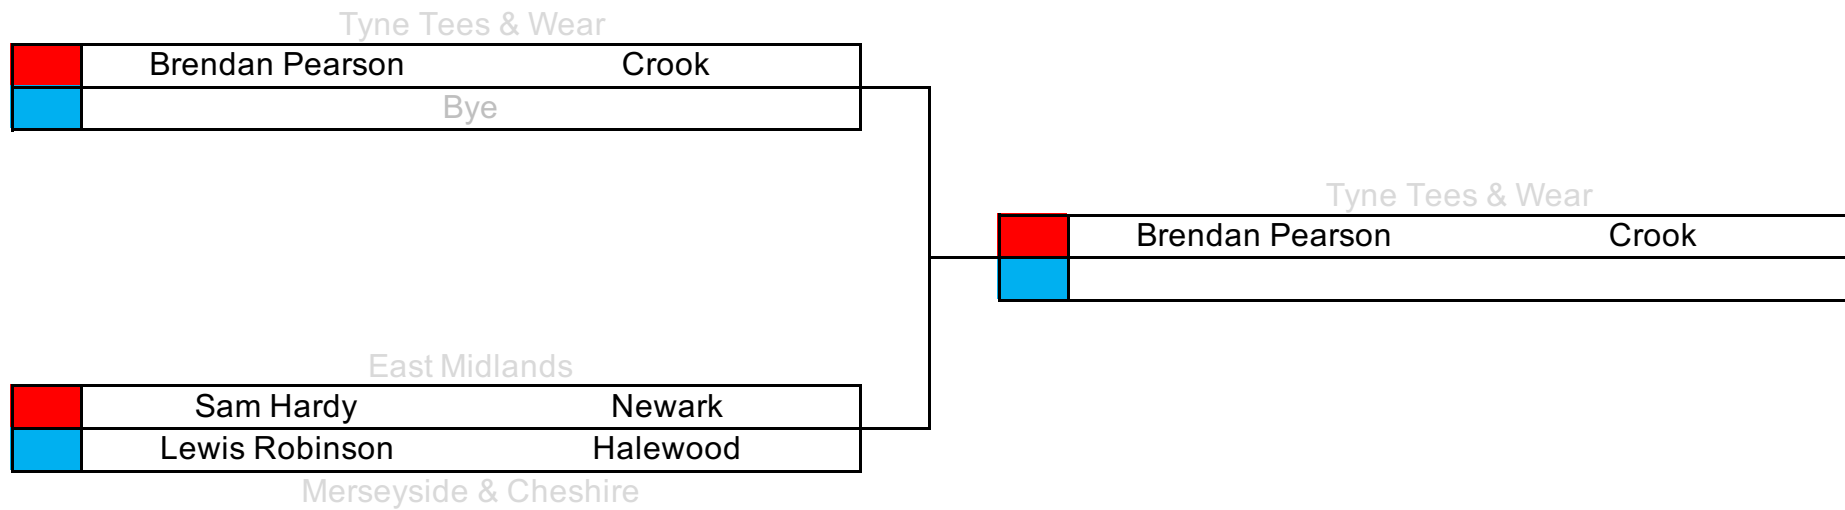 Tyne Tees & Wear
Brendan Pearson Crook
Bye
Tyne Tees & Wear
Brendan Pearson Crook
East Midlands
Sam Hardy Newark
Lewis Robinson Halewood
Merseyside & Cheshire